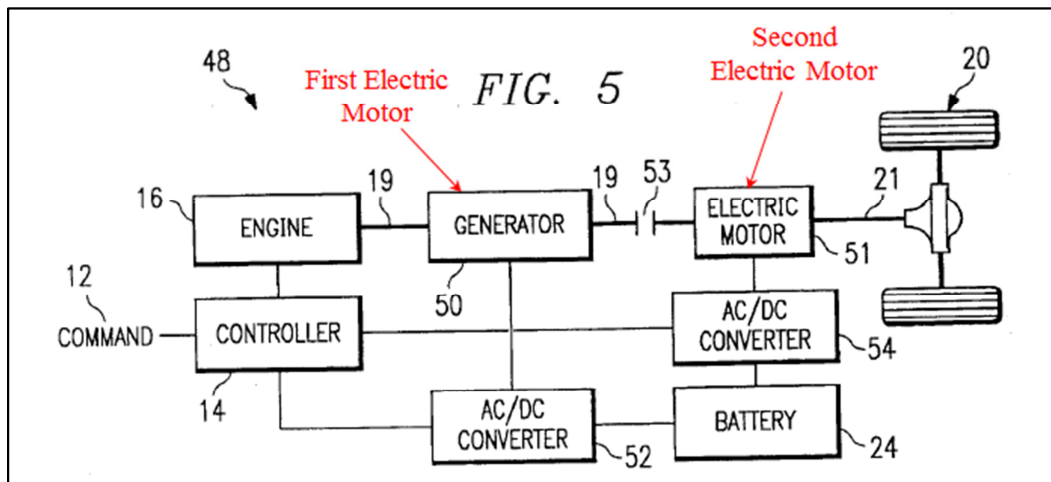 48
First Electric
Motor
FIG. 5
Second
Electric Motor
20
16
ENGINE
19
GENERATOR
50
19
53
ELECTRIC
MOTOR
51
21
12
COMMAND
CONTROLLER
14
AC/DC
CONVERTER
54
AC/DC
CONVERTER
52
BATTERY
24